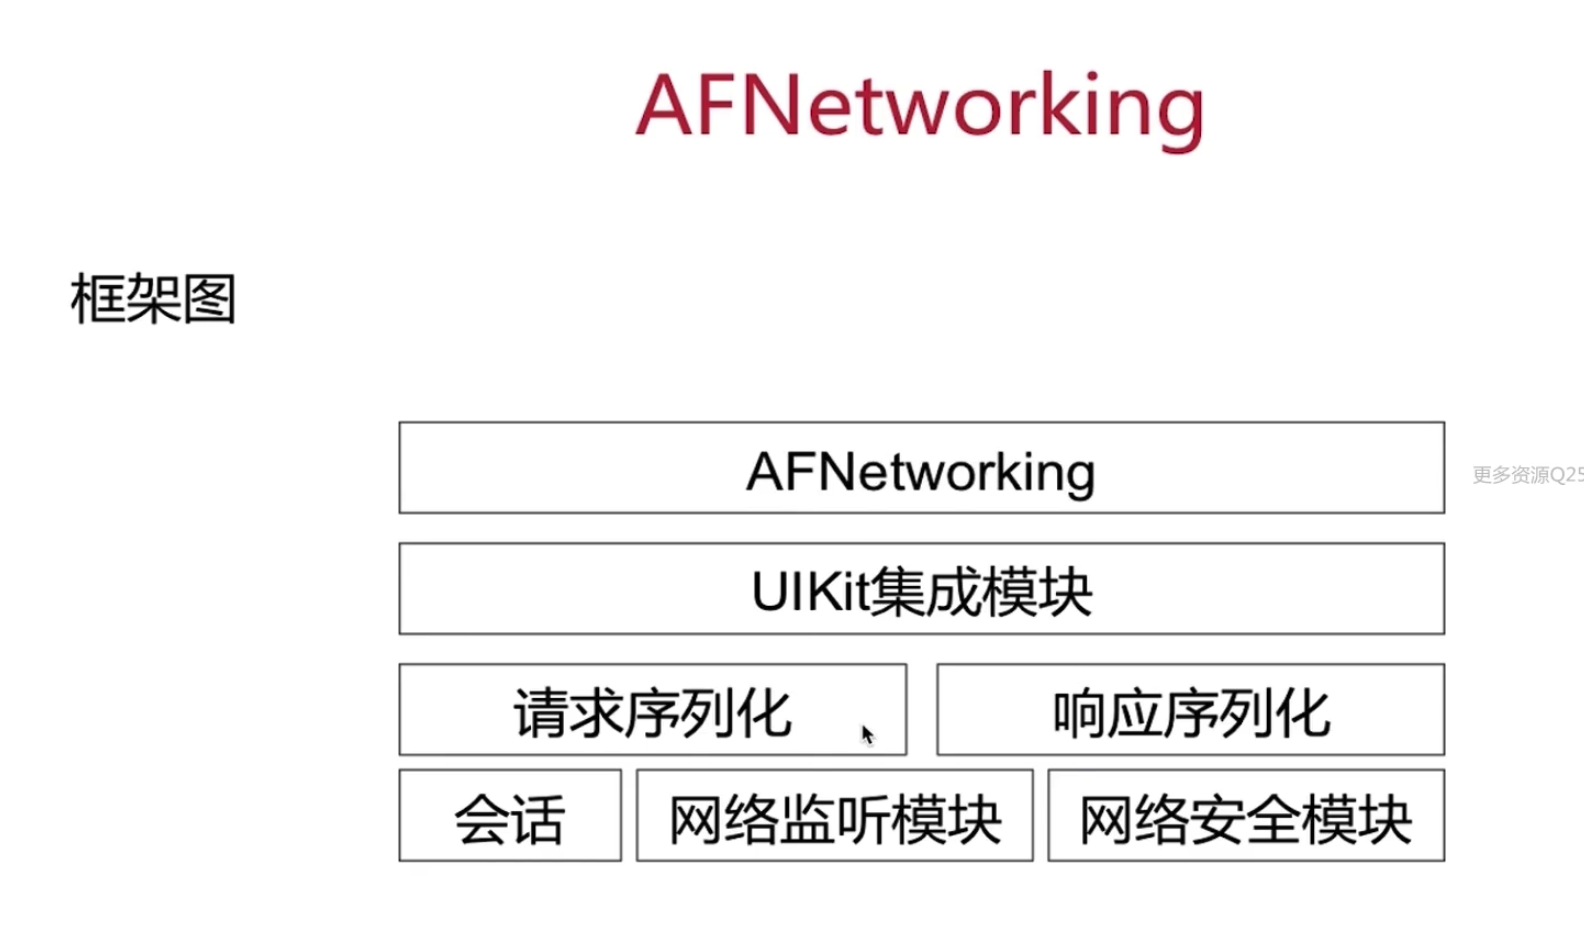 AFNetworking
框架图
AFNetworking
更多资源Q25
UIKit集成模块
请求序列化 响应序列化
会话 网络监听模块 网络安全模块